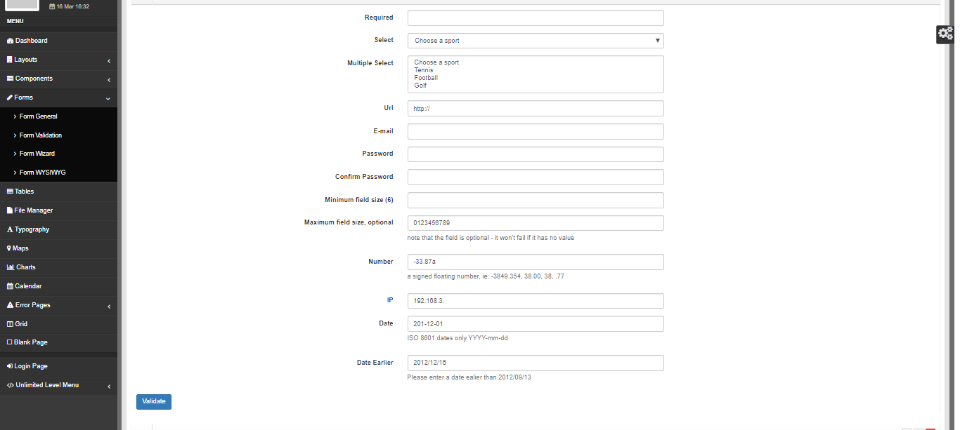 18 Mar 18:32
MENU
Dashboard
Layouts
Components
Forms
Form General
Form Validation
Form Wizard
Form WYSIWYG
Tables
File Manager
Typography
Maps
Charts
Calendar
Error Pages
Grid
Blank Page
Login Page
Unlimited Level Menu
Required
Select Choose a sport
Multiple Select Choose a sport
Tennis
Football
Golf
Url http://
E-mail
Password
Confirm Password
Minimum field size (6)
Maximum field size, optional 0123456789
note that the field is optional - it won't fail if it has no value
Number -33.87a
a signed floating number, ie: -3849.354, 38.00, 38, .77
IP 192.168.3.
Date 201-12-01
ISO 8601 dates only YYYY-mm-dd
Date Earlier 2012/12/16
Please enter a date ealier than 2012/09/13
Validate